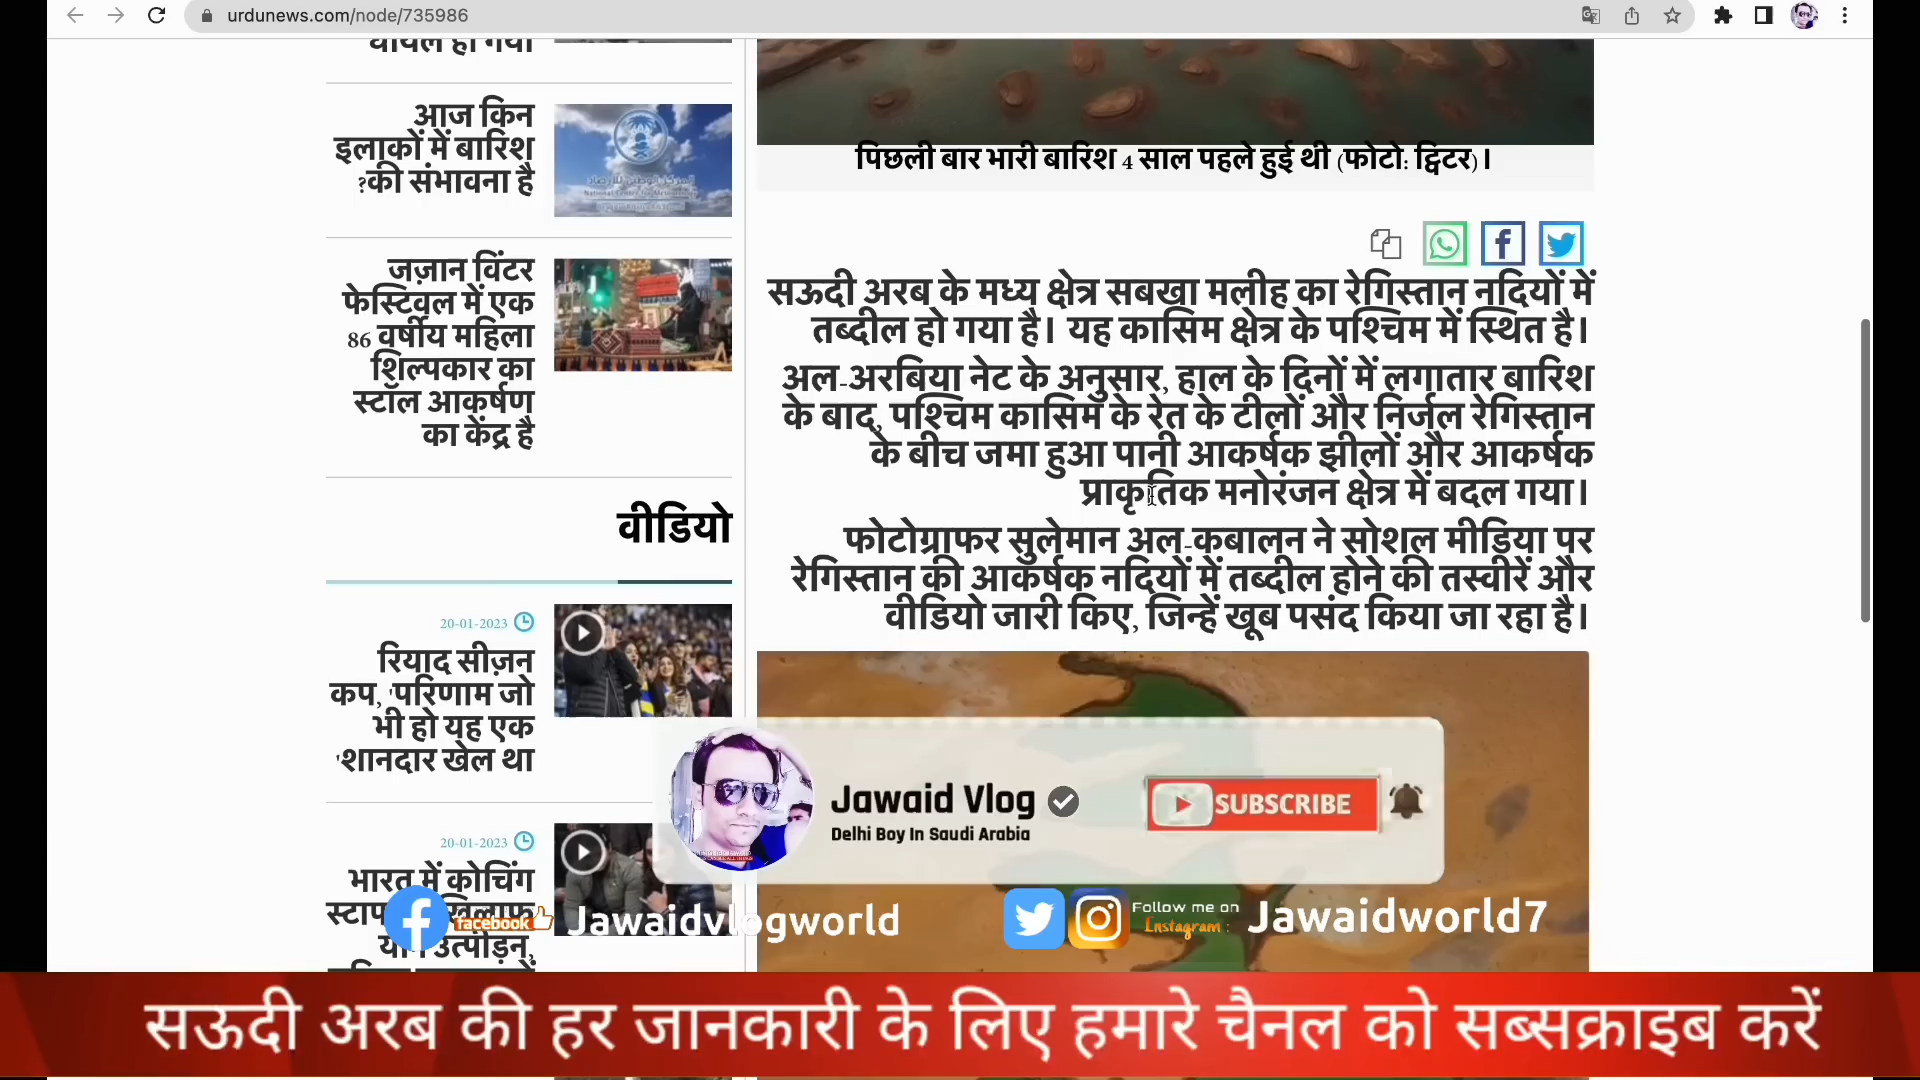 urdunews.com/node/735986
घायल हो गया
आज किन
इलाकों में बारिश
?की संभावना है
जज़ान विंटर
फेस्टिवल में एक
86 वर्षीय महिला
शिल्पकार का
स्टॉल आकर्षण
का केंद्र है
वीडियो
20-01-2023
रियाद सीज़न
कप, 'परिणाम जो
भी हो यह एक
'शानदार खेल था
20-01-2023
भारत में कोचिंग
उत्पीड़न,
पिछली बार भारी बारिश 4 साल पहले हुई थी (फोटो: ट्विटर)।
सऊदी अरब के मध्य क्षेत्र सबखा मलीह का रेगिस्तान नदियों में
तब्दील हो गया है। यह कासिम क्षेत्र के पश्चिम में स्थित है।
अल-अरबिया नेट के अनुसार, हाल के दिनों में लगातार बारिश
के बाद, पश्चिम कासिम के रेत के टीलों और निर्जल रेगिस्तान
के बीच जमा हुआ पानी आकर्षक झीलों और आकर्षक
प्राकृतिक मनोरंजन क्षेत्र में बदल गया।
फोटोग्राफर सुलेमान अल-कबालन ने सोशल मीडिया पर
रेगिस्तान की आकर्षक नदियों में तब्दील होने की तस्वीरें और
वीडियो जारी किए, जिन्हें खूब पसंद किया जा रहा है।
Jawaid Vlog
Delhi Boy In Saudi Arabia
SUBSCRIBE
facebook Jawaidvlogworld
Follow me on
Instagram :
Jawaidworld7
सऊदी अरब की हर जानकारी के लिए हमारे चैनल को सब्सक्राइब करें